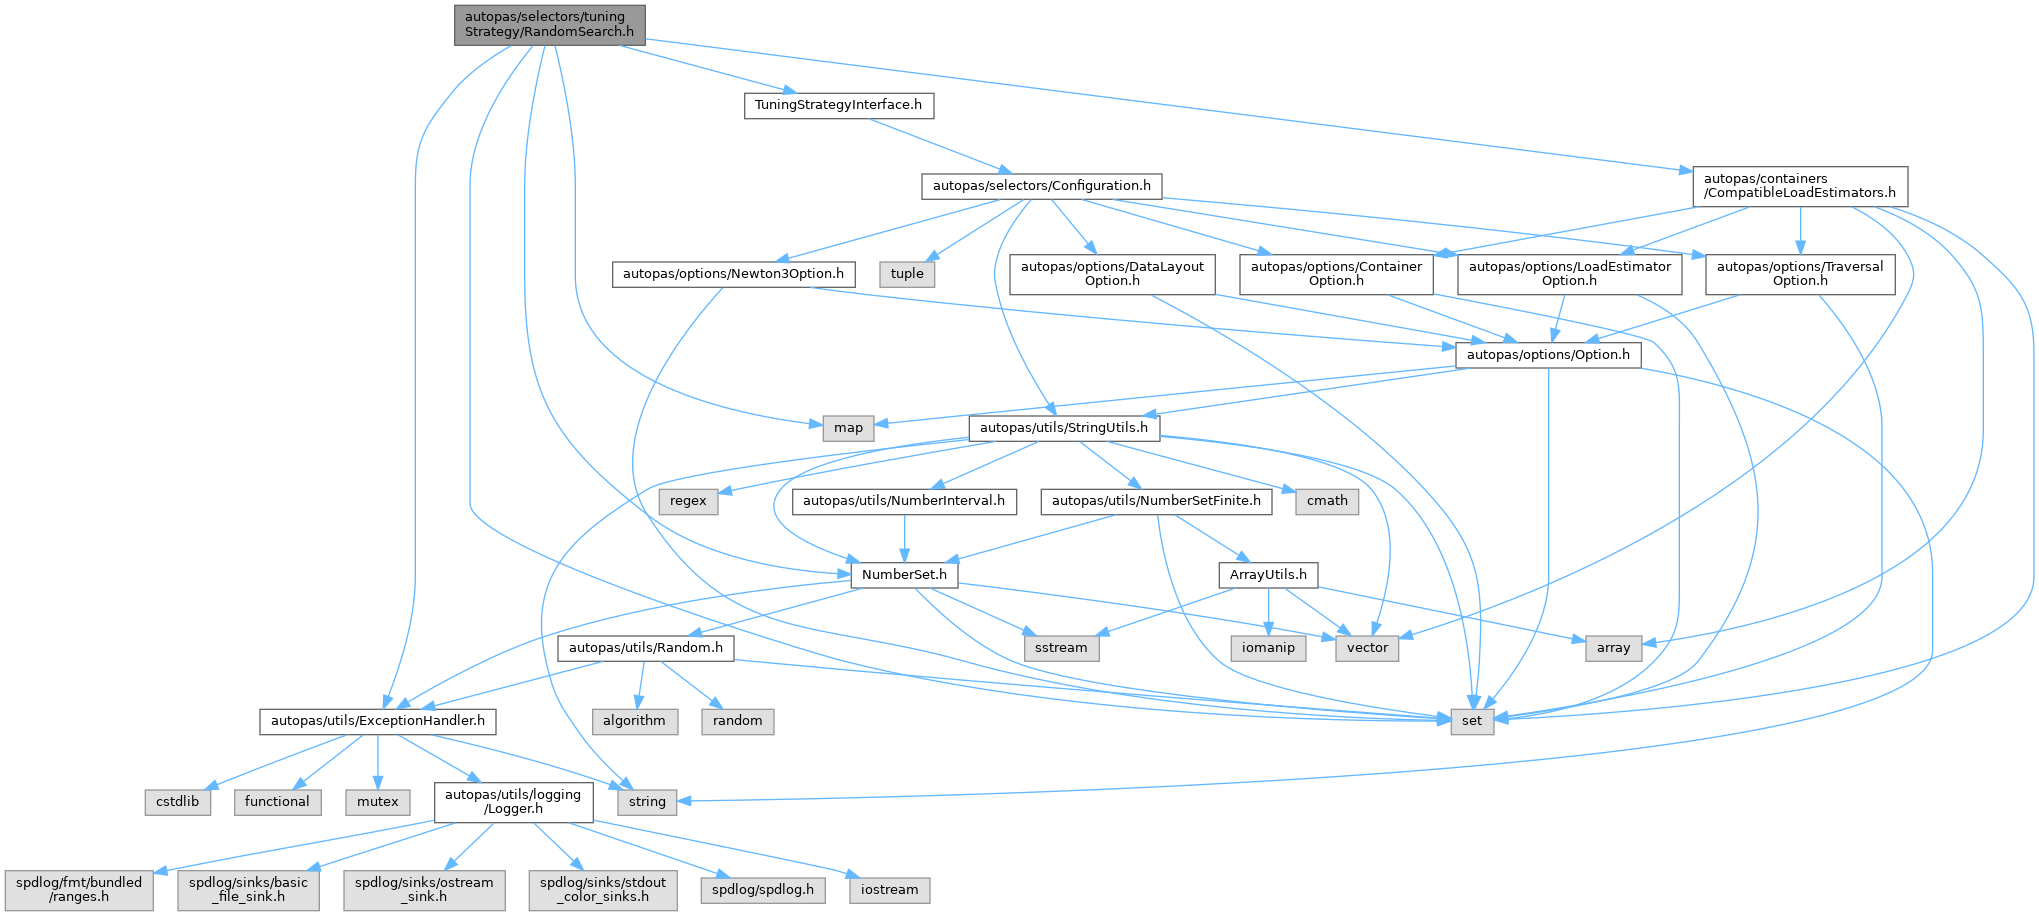 autopas/selectors/tuning
Strategy/RandomSearch.h
TuningStrategyInterface.h
autopas/selectors/Configuration.h
autopas/containers
/CompatibleLoadEstimators.h
autopas/options/Newton3Option.h
tuple
autopas/options/DataLayout
Option.h
autopas/options/Container
Option.h
autopas/options/LoadEstimator
Option.h
autopas/options/Traversal
Option.h
autopas/options/Option.h
map
autopas/utils/StringUtils.h
regex
autopas/utils/NumberInterval.h
autopas/utils/NumberSetFinite.h
cmath
NumberSet.h
ArrayUtils.h
autopas/utils/Random.h
sstream
iomanip
vector
array
autopas/utils/ExceptionHandler.h
algorithm
random
set
cstdlib
functional
mutex
autopas/utils/logging
/Logger.h
string
spdlog/fmt/bundled
/ranges.h
spdlog/sinks/basic
_file_sink.h
spdlog/sinks/ostream
_sink.h
spdlog/sinks/stdout
_color_sinks.h
spdlog/spdlog.h
iostream